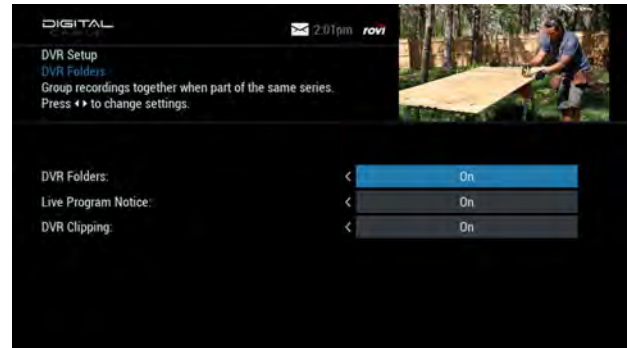 DIGITAL
CABLE
2:01pm rovi
DVR Setup
DVR Folders
Group recordings together when part of the same series.
Press to change settings.
DVR Folders: On
Live Program Notice: On
DVR Clipping: On